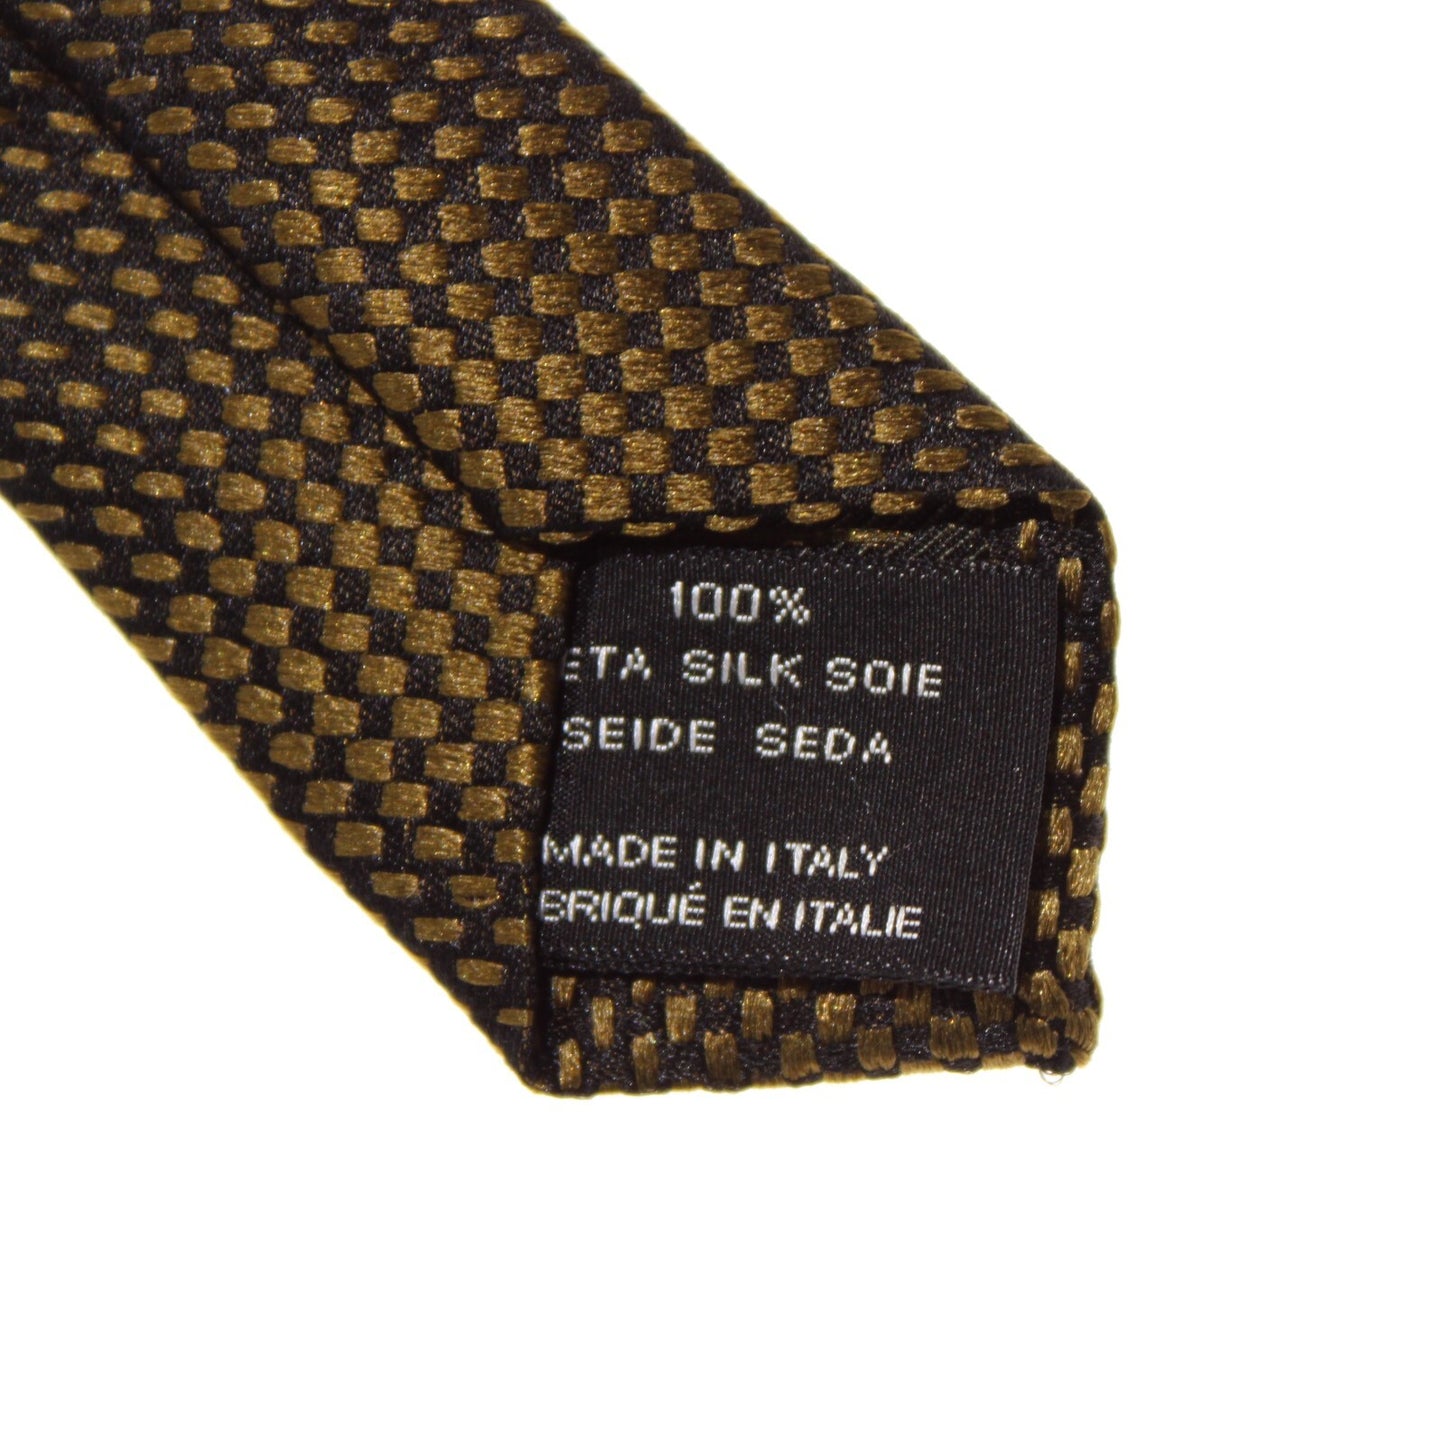 100%
ETA SILK SOIE
SEIDE SEDA
MADE IN ITALY
BRIQUÉ EN ITALIE